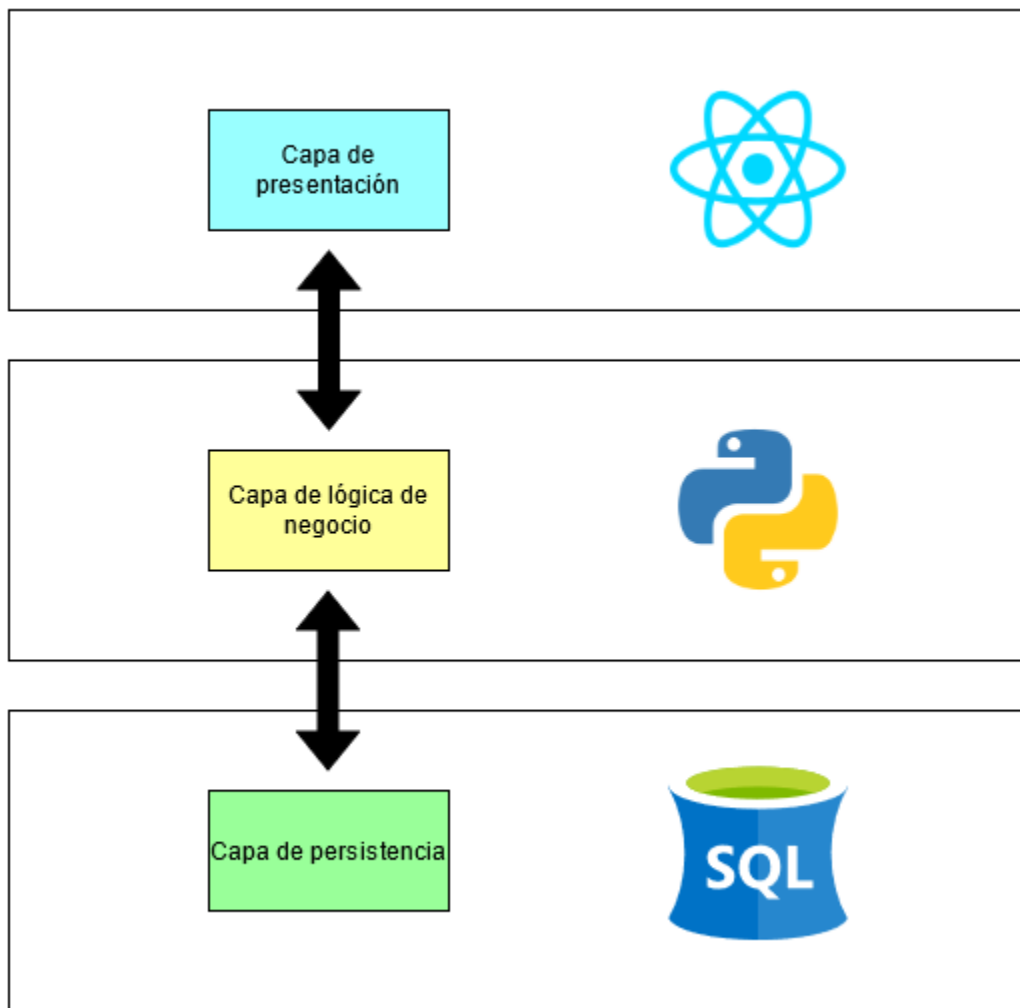 Capa de
presentación
Capa de lógica de
negocio
Capa de persistencia
SQL